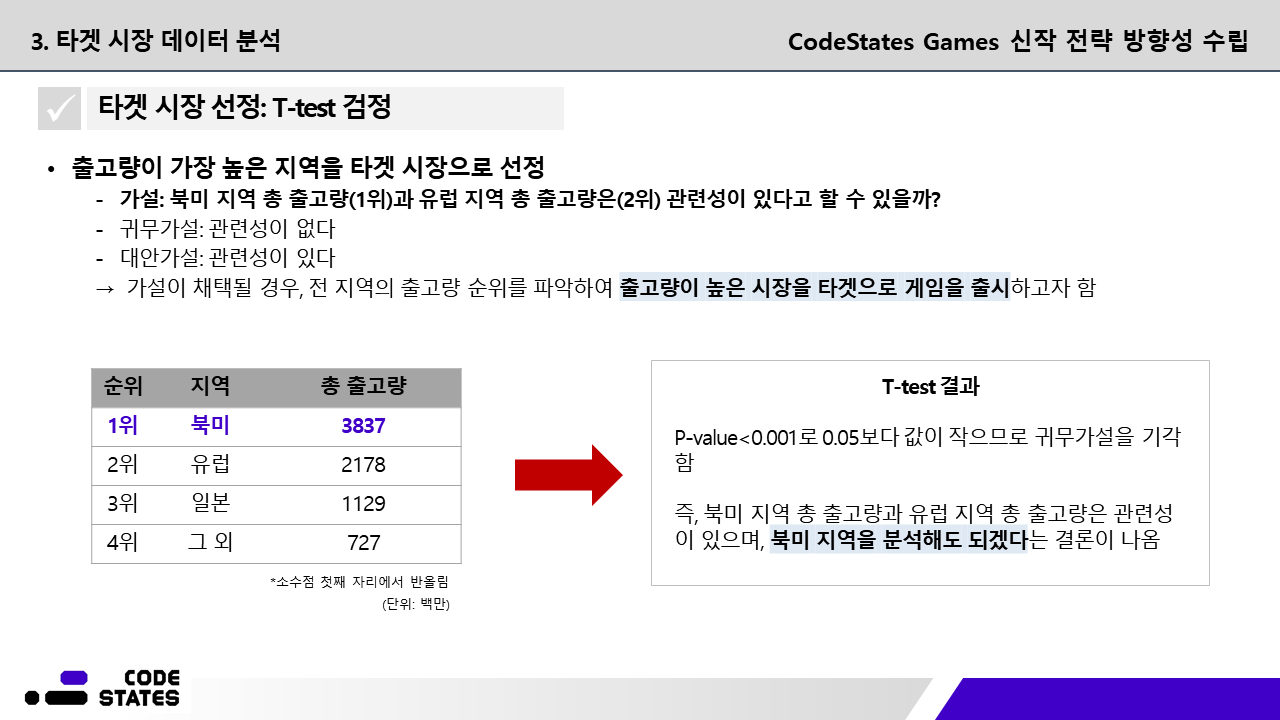 3. 타겟 시장 데이터 분석
CodeStates Games 신작 전략 방향성 수립
타겟 시장 선정: T-test 검정
• 출고량이 가장 높은 지역을 타겟 시장으로 선정
- 가설: 북미 지역 총 출고량(1위)과 유럽 지역 총 출고량은(2위) 관련성이 있다고 할 수 있을까?
- 귀무가설: 관련성이 없다
- 대안가설: 관련성이 있다
→ 가설이 채택될 경우, 전 지역의 출고량 순위를 파악하여 출고량이 높은 시장을 타겟으로 게임을 출시하고자 함
순위 지역 총 출고량
1위 북미 3837
2위 유럽 2178
3위 일본 1129
4위 그 외 727
*소수점 첫째 자리에서 반올림
(단위: 백만)
T-test 결과
P-value<0.001로 0.05보다 값이 작으므로 귀무가설을 기각
함
즉, 북미 지역 총 출고량과 유럽 지역 총 출고량은 관련성
이 있으며, 북미 지역을 분석해도 되겠다는 결론이 나옴
CODE
STATES